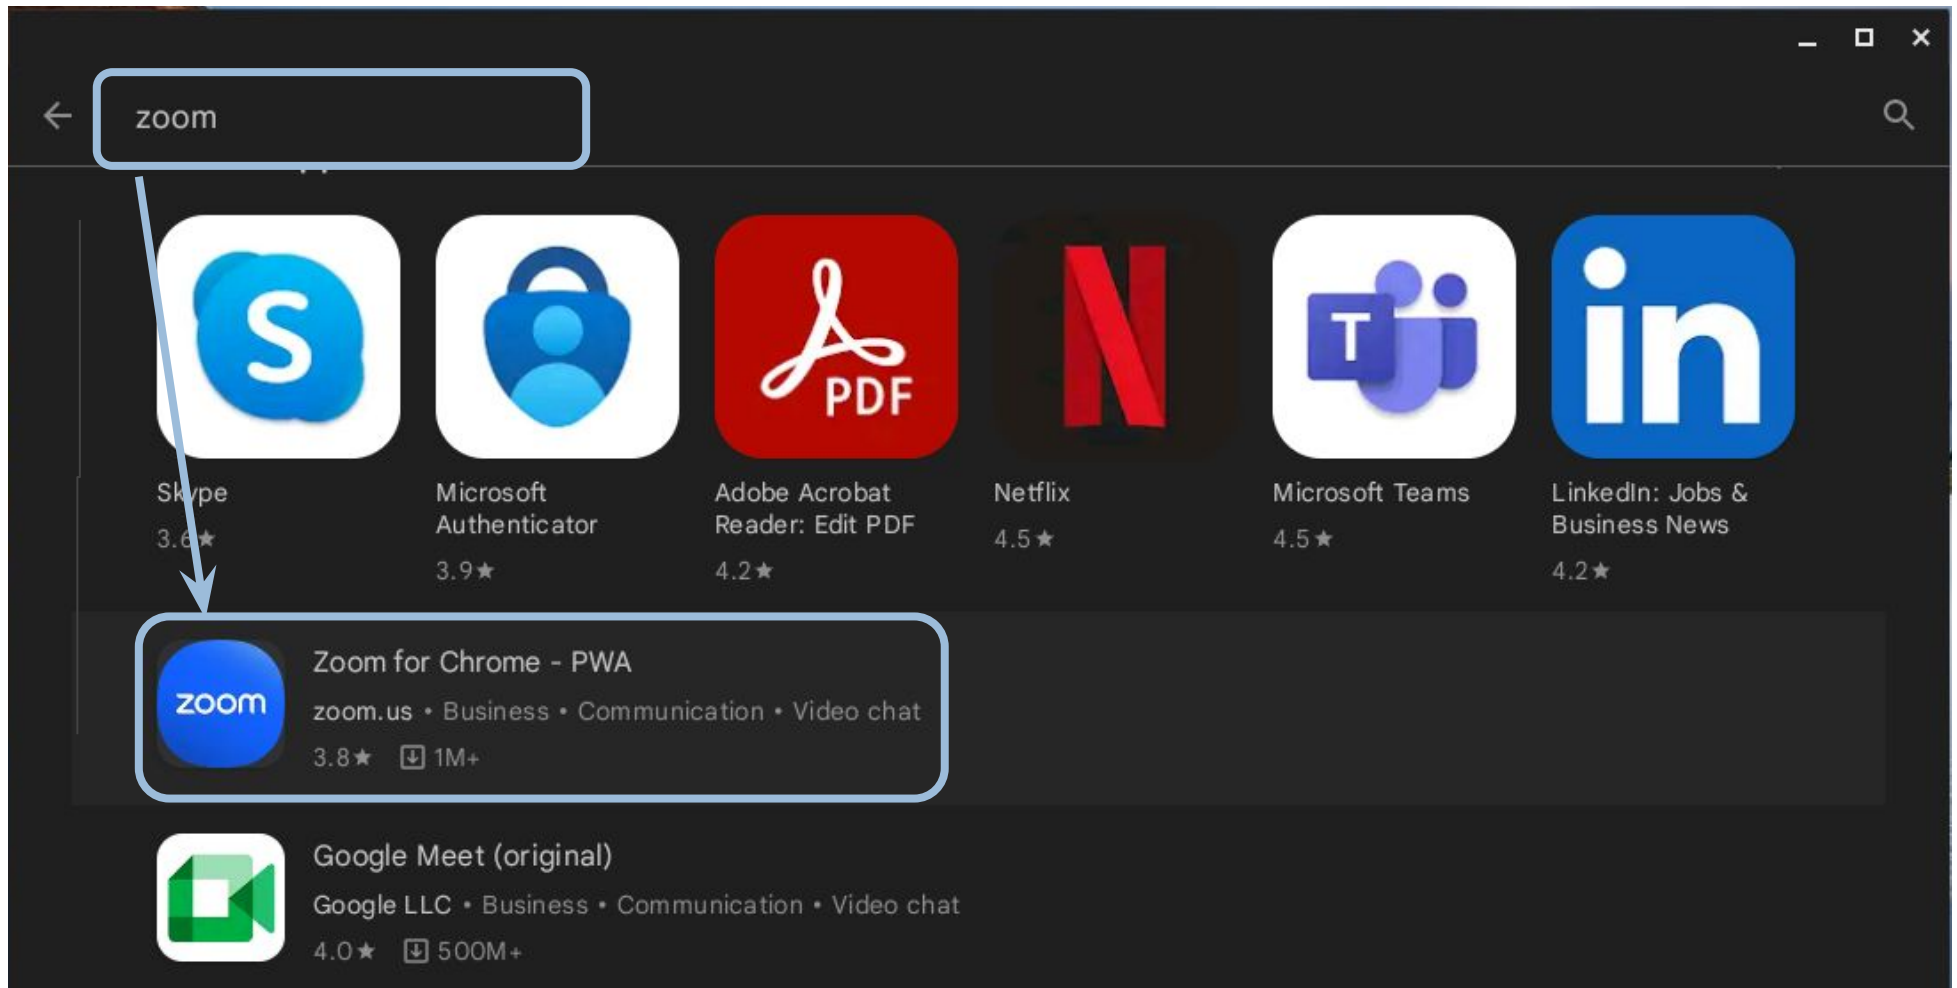 zoom
S
PDF
N
T
in
Skype
Microsoft
Authenticator
Adobe Acrobat
Reader: Edit PDF
Netflix
Microsoft Teams
LinkedIn: Jobs &
Business News
3.6★
3.9★
4.2★
4.5★
4.5★
4.2★
zoom
Zoom for Chrome - PWA
zoom.us • Business • Communication • Video chat
3.8★ 1M+
Google Meet (original)
Google LLC • Business • Communication • Video chat
4.0★ 500M+